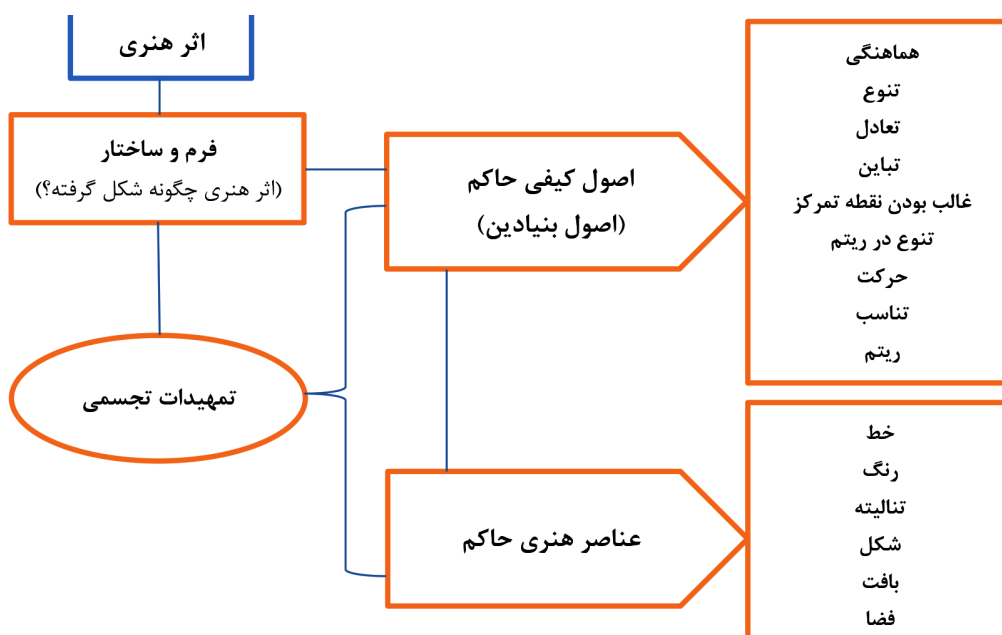 اثر هنری
فرم و ساختار
(اثر هنری چگونه شکل گرفته؟)
تمهیدات تجسمی
اصول کیفی حاکم
(اصول بنیادین)
هماهنگی
تنوع
تعادل
تباین
غالب بودن نقطه تمرکز
تنوع در ریتم
حرکت
تناسب
ریتم
عناصر هنری حاکم
خط
رنگ
تنالیته
شکل
بافت
فضا